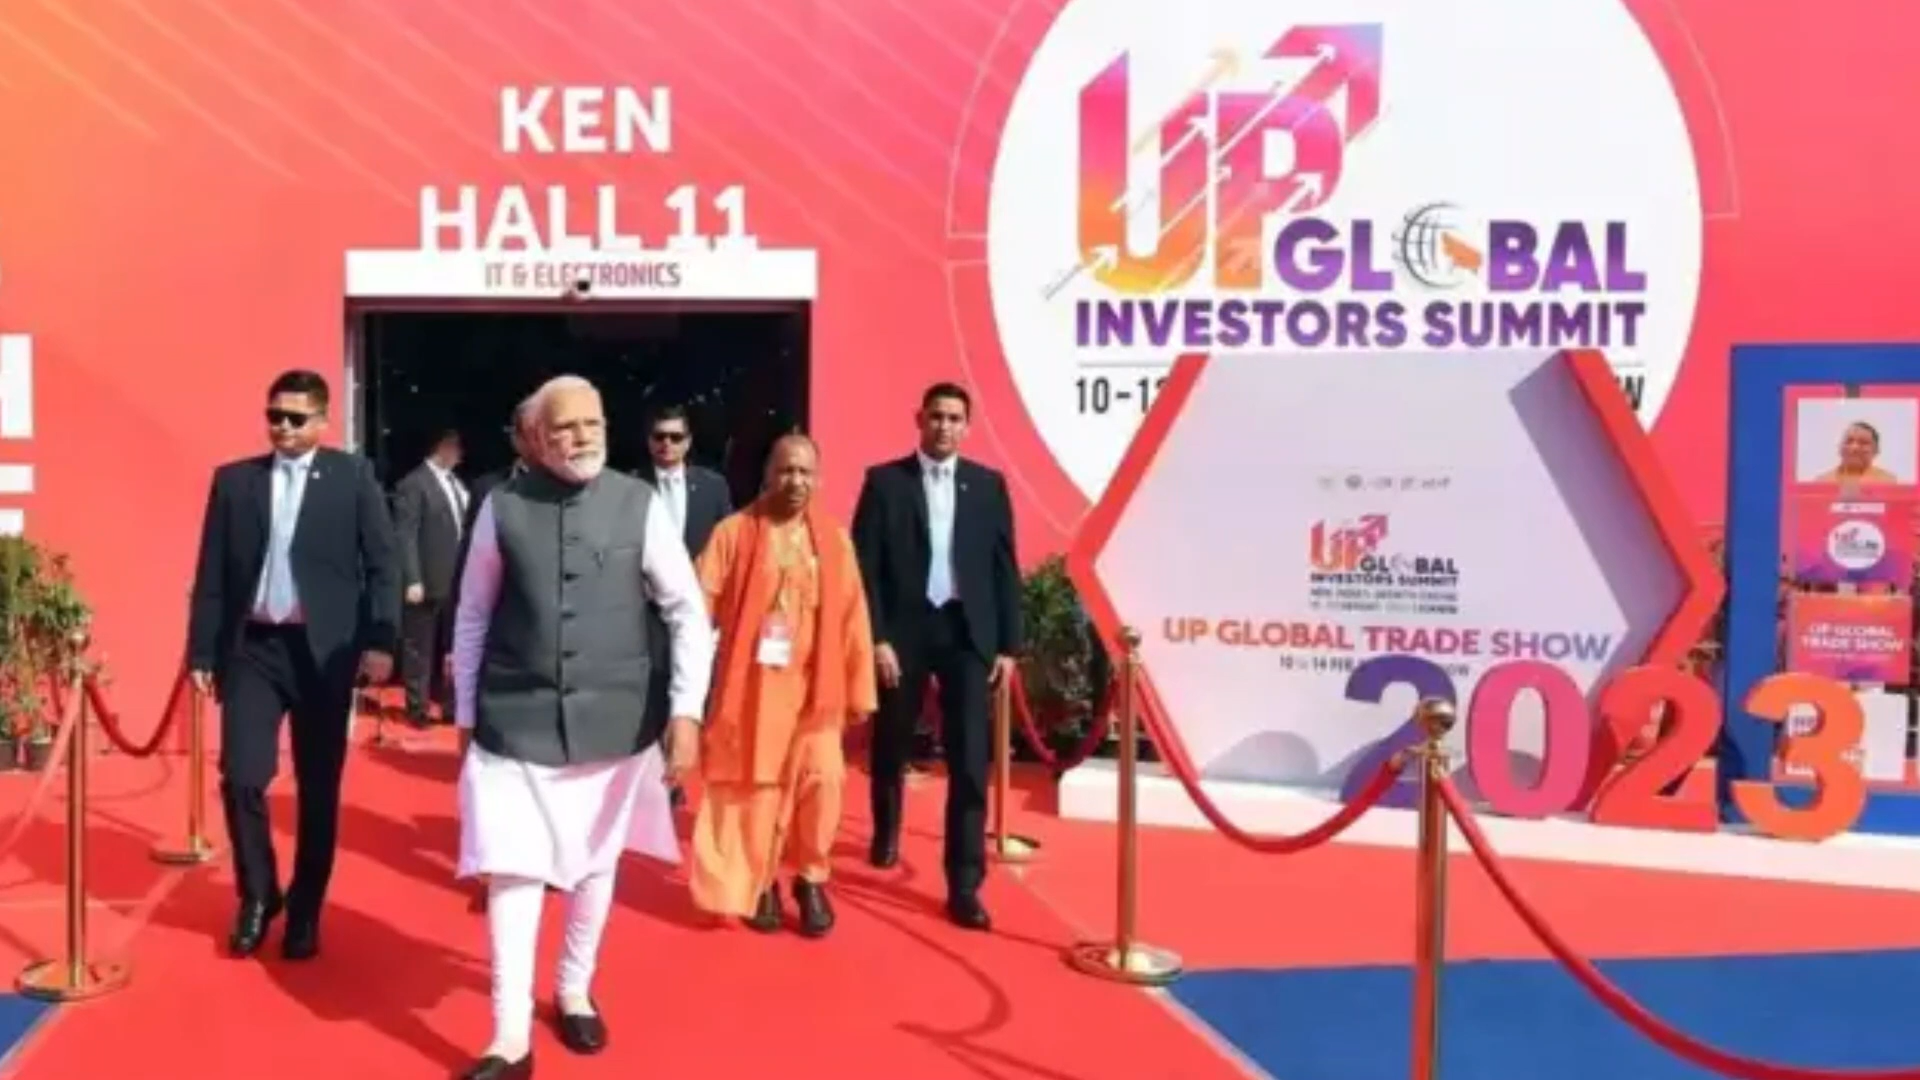 KEN
HALL 11
IT & ELECTRONICS
UP
GLOBAL
INVESTORS SUMMIT
10-1
W
UP
GLOBAL
INVESTORS SUMMIT
UP GLOBAL TRADE SHOW
2023
UP GLOBAL
TRADE SHOW